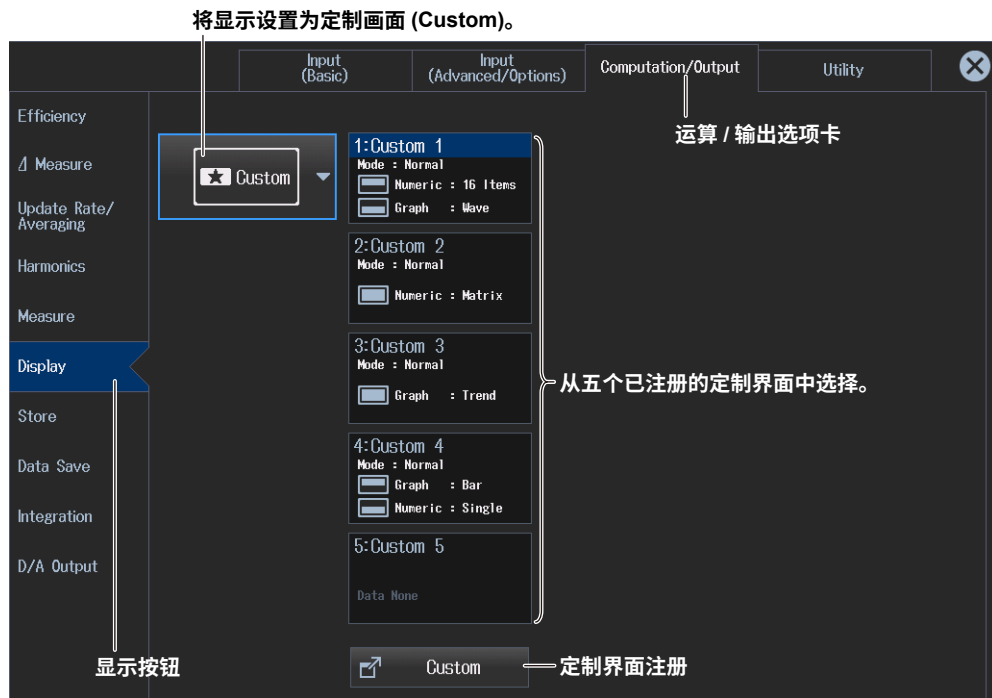 将显示设置为定制画面 (Custom)。
Input
(Basic)
Input
(Advanced/Options)
Computation/Output
Utility
运算 / 输出选项卡
Efficiency
⊿ Measure
Update Rate/
Averaging
Harmonics
Measure
Display
Store
Data Save
Integration
D/A Output
显示按钮
Custom
1:Custom 1
Mode : Normal
Numeric : 16 Items
Graph : Wave
2:Custom 2
Mode : Normal
Numeric : Matrix
3:Custom 3
Mode : Normal
Graph : Trend
4:Custom 4
Mode : Normal
Graph : Bar
Numeric : Single
5:Custom 5
Data None
从五个已注册的定制界面中选择。
Custom
定制界面注册